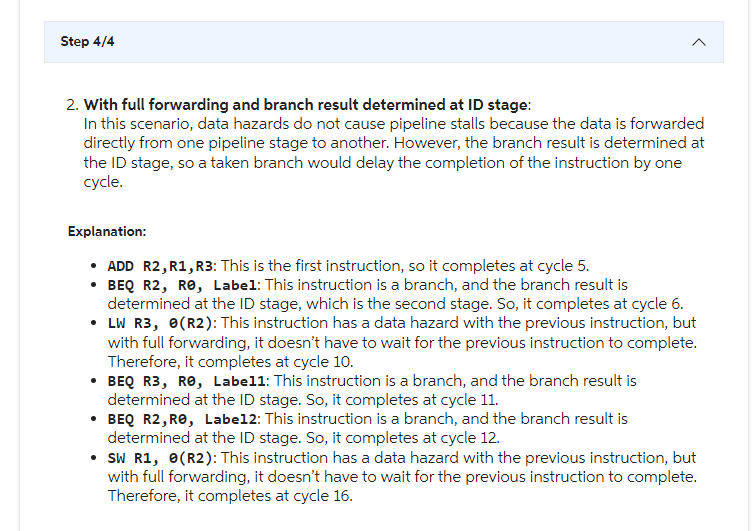 Step 4/4
2. With full forwarding and branch result determined at ID stage:
In this scenario, data hazards do not cause pipeline stalls because the data is forwarded
directly from one pipeline stage to another. However, the branch result is determined at
the ID stage, so a taken branch would delay the completion of the instruction by one
cycle.
Explanation:
• ADD R2,R1,R3: This is the first instruction, so it completes at cycle 5.
• BEQ R2, R0, Label: This instruction is a branch, and the branch result is
determined at the ID stage, which is the second stage. So, it completes at cycle 6.
• LW R3, 0(R2): This instruction has a data hazard with the previous instruction, but
with full forwarding, it doesn't have to wait for the previous instruction to complete.
Therefore, it completes at cycle 10.
• BEQ R3, R0, Label1: This instruction is a branch, and the branch result is
determined at the ID stage. So, it completes at cycle 11.
• BEQ R2,R0, Label2: This instruction is a branch, and the branch result is
determined at the ID stage. So, it completes at cycle 12.
• SW R1, 0(R2): This instruction has a data hazard with the previous instruction, but
with full forwarding, it doesn't have to wait for the previous instruction to complete.
Therefore, it completes at cycle 16.